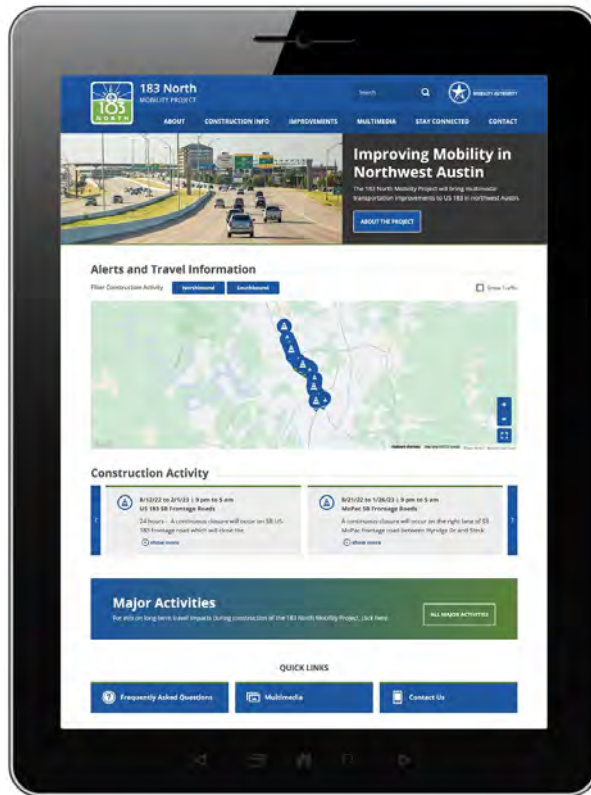 183
NORTH
183 North
MOBILITY PROJECT
Search
MOBILITY AUTHORITY
ABOUT CONSTRUCTION INFO IMPROVEMENTS MULTIMEDIA STAY CONNECTED CONTACT
Improving Mobility in
Northwest Austin
The 183 North Mobility Project will bring multimodal
transportation improvements to US 183 in northwest Austin.
ABOUT THE PROJECT
Alerts and Travel Information
Filter Construction Activity Northbound Southbound Show Traffic
Construction Activity
8/12/22 to 2/1/23 | 9 pm to 5 am
US 183 SB Frontage Roads
24 hours - A continuous closure will occur on SB US
183 frontage road which will close the
show more
8/21/22 to 1/26/23 | 9 pm to 5 am
MoPac SB Frontage Roads
A continuous closure will occur on the right lane of SB
MoPac frontage road between Hyridge Dr and Steck
show more
Major Activities
For info on long-term travel impacts during construction of the 183 North Mobility Project, click here.
ALL MAJOR ACTIVITIES
QUICK LINKS
Frequently Asked Questions Multimedia Contact Us